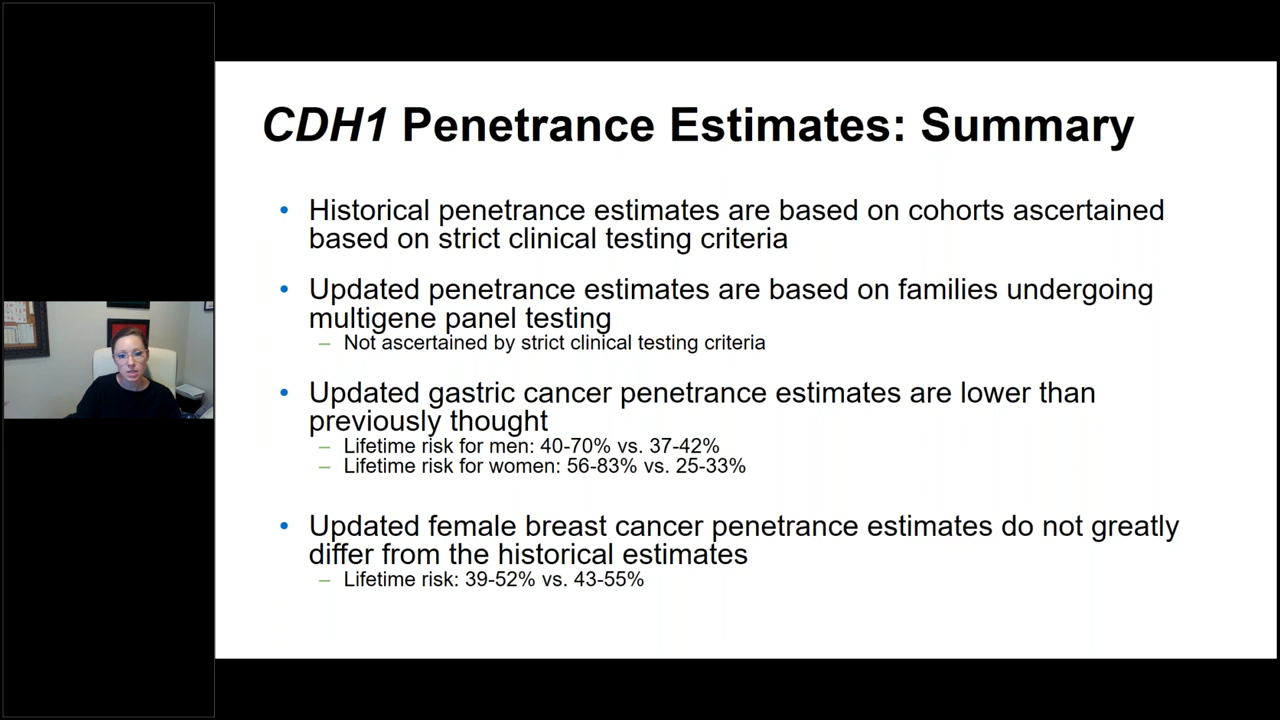 CDH1 Penetrance Estimates: Summary
• Historical penetrance estimates are based on cohorts ascertained
based on strict clinical testing criteria
• Updated penetrance estimates are based on families undergoing
multigene panel testing
– Not ascertained by strict clinical testing criteria
• Updated gastric cancer penetrance estimates are lower than
previously thought
– Lifetime risk for men: 40-70% vs. 37-42%
– Lifetime risk for women: 56-83% vs. 25-33%
• Updated female breast cancer penetrance estimates do not greatly
differ from the historical estimates
– Lifetime risk: 39-52% vs. 43-55%